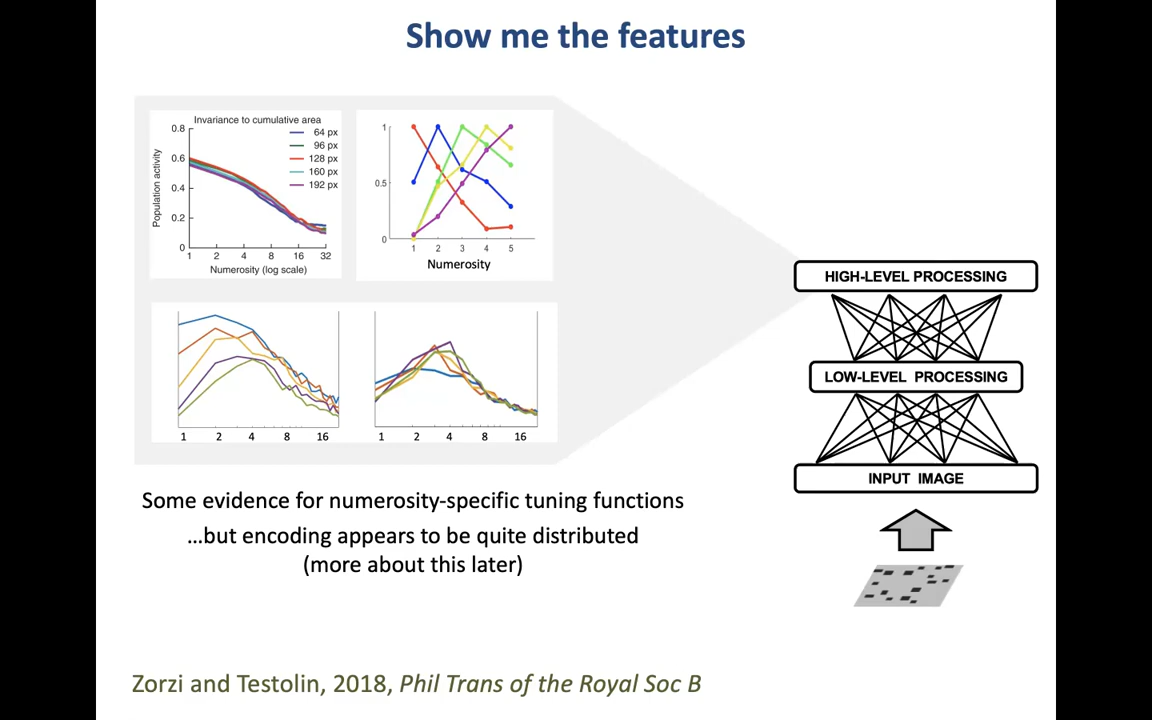 Show me the features
Invariance to cumulative area
0.8
0.6
0.4
0.2
0
Population activity
64 px
96 px
128 px
160 px
192 px
1 2 4 8 16 32
Numerosity (log scale)
1
0.5
0
1 2 3 4 5
Numerosity
1 2 4 8 16
1 2 4 8 16
HIGH-LEVEL PROCESSING
LOW-LEVEL PROCESSING
INPUT IMAGE
Some evidence for numerosity-specific tuning functions
...but encoding appears to be quite distributed
(more about this later)
Zorzi and Testolin, 2018, Phil Trans of the Royal Soc B